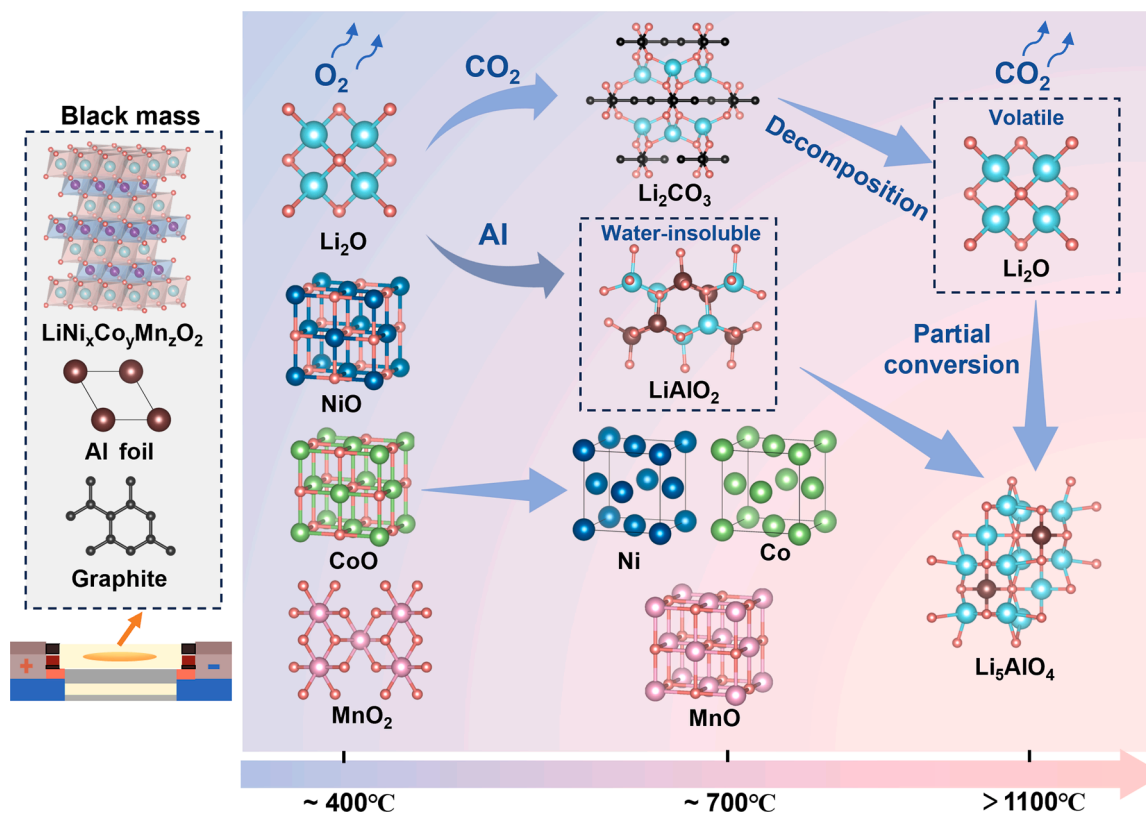 Black mass
LiNiₓCoᵧMn_zO₂
Al foil
Graphite
+
-
O₂
Li₂O
NiO
CoO
MnO₂
CO₂
Al
Li₂CO₃
Water-insoluble
LiAlO₂
Ni
Co
MnO
Decomposition
CO₂
Volatile
Li₂O
Partial
conversion
Li₅AlO₄
~ 400℃
~ 700℃
> 1100℃